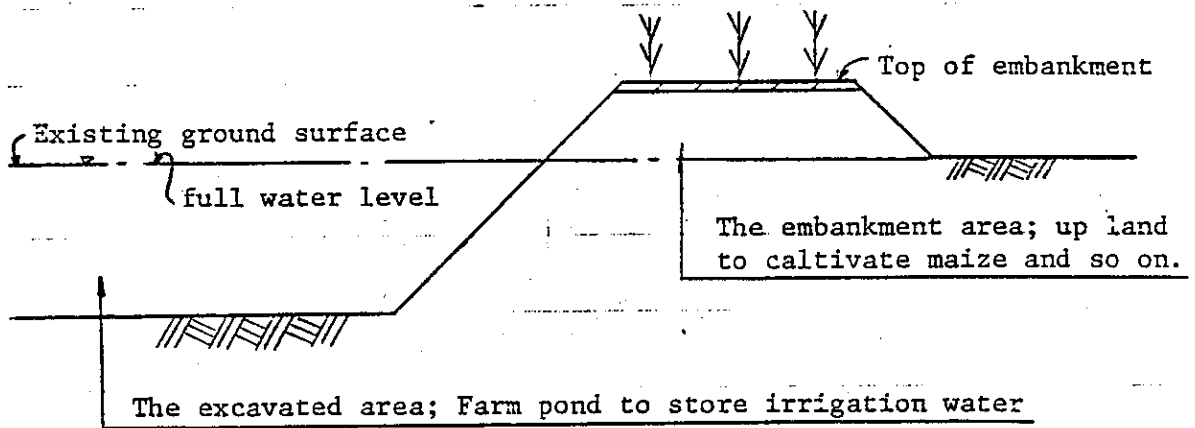 Top of embankment
Existing ground surface
full water level
The embankment area; up land
to caltivate maize and so on.
The excavated area; Farm pond to store irrigation water